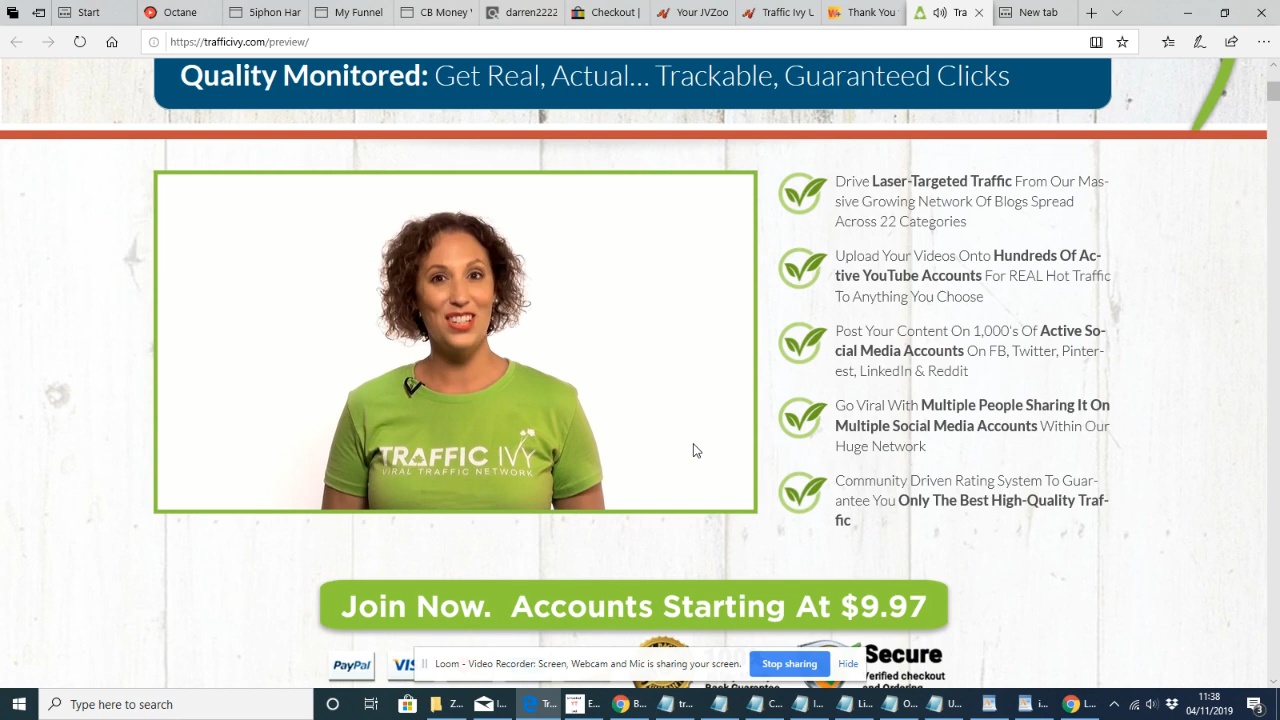 Start
Octane
5iphon Har
My Funnel
CB Money
darren2222
Checkout |
Your JVZoo
Traffic Ivy L
Thank You
Tra
New tab
https://trafficivy.com/preview/
Quality Monitored: Get Real, Actual... Trackable, Guaranteed Clicks
Drive Laser-Targeted Traffic From Our Mas-
sive Growing Network Of Blogs Spread
Across 22 Categories
Upload Your Videos Onto Hundreds Of Ac-
tive YouTube Accounts For REAL Hot Traffic
To Anything You Choose
Post Your Content On 1,000's Of Active So-
cial Media Accounts On FB, Twitter, Pinter-
est, LinkedIn & Reddit
Go Viral With Multiple People Sharing It On
Multiple Social Media Accounts Within Our
Huge Network
Community Driven Rating System To Guar-
antee You Only The Best High-Quality Traf-
fic
TRAFFIC IVY
VIRAL TRAFFIC NETWORK
Join Now. Accounts Starting At $9.97
PayPal
VIS
Secure
Verified checkout
and Ordering
Back Guarantee
Loom - Video Recorder: Screen, Webcam and Mic is sharing your screen.
Stop sharing
Hide
Type here to search
Z...
I...
Tr...
E...
B...
tr...
C...
I...
L...
O...
U...
i...
L...
11:38
04/11/2019